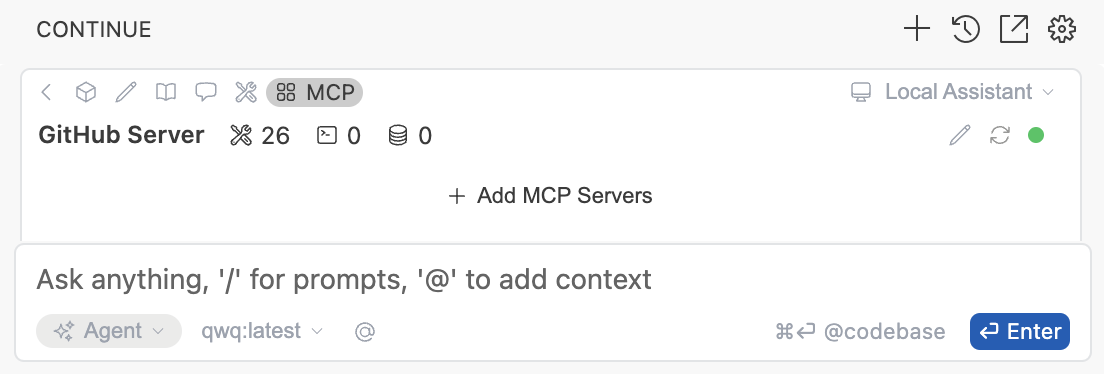 CONTINUE
MCP Local Assistant
GitHub Server 26 0 0
+ Add MCP Servers
Ask anything, '/' for prompts, '@' to add context
Agent qwq:latest @ ⌘⏎ @codebase ⏎ Enter